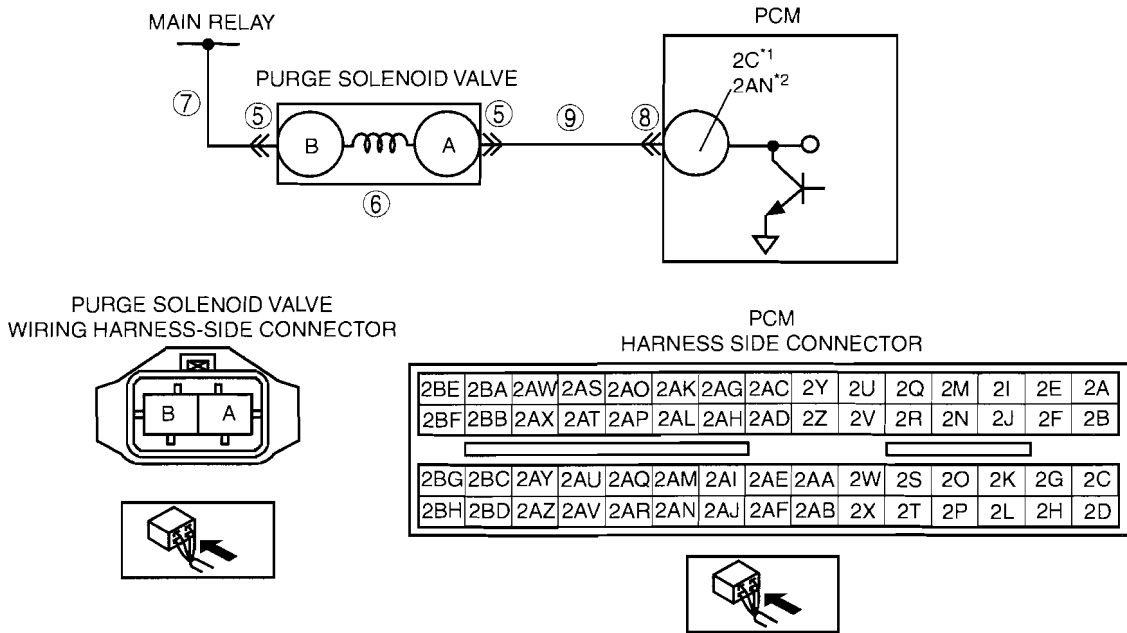 PCM
MAIN RELAY
2C*1
2AN*2
PURGE SOLENOID VALVE
⑦ ⑤ B A ⑤ ⑨ ⑧
⑥
PURGE SOLENOID VALVE
WIRING HARNESS-SIDE CONNECTOR
B A
PCM
HARNESS SIDE CONNECTOR
2BE 2BA 2AW 2AS 2AO 2AK 2AG 2AC 2Y 2U 2Q 2M 2I 2E 2A
2BF 2BB 2AX 2AT 2AP 2AL 2AH 2AD 2Z 2V 2R 2N 2J 2F 2B
2BG 2BC 2AY 2AU 2AQ 2AM 2AI 2AE 2AA 2W 2S 2O 2K 2G 2C
2BH 2BD 2AZ 2AV 2AR 2AN 2AJ 2AF 2AB 2X 2T 2P 2L 2H 2D